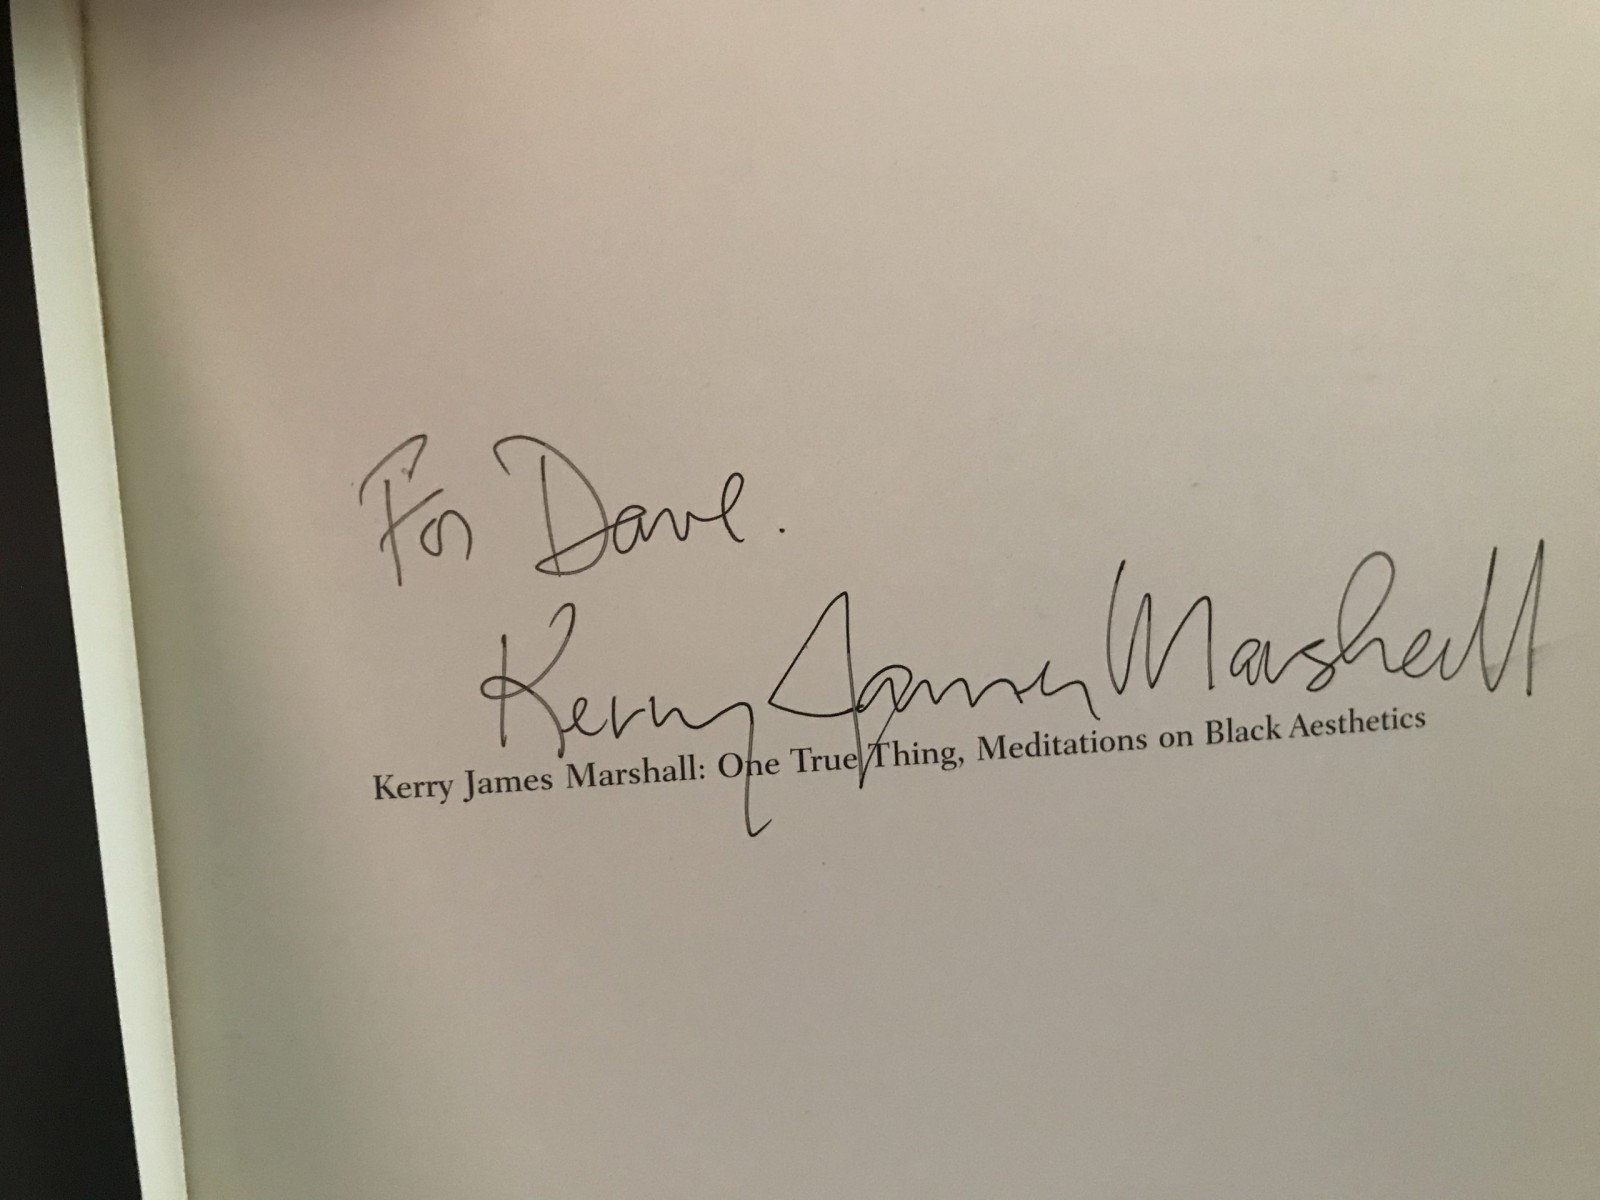 For Dave.
Kerry James Marshall
Kerry James Marshall: One True Thing, Meditations on Black Aesthetics